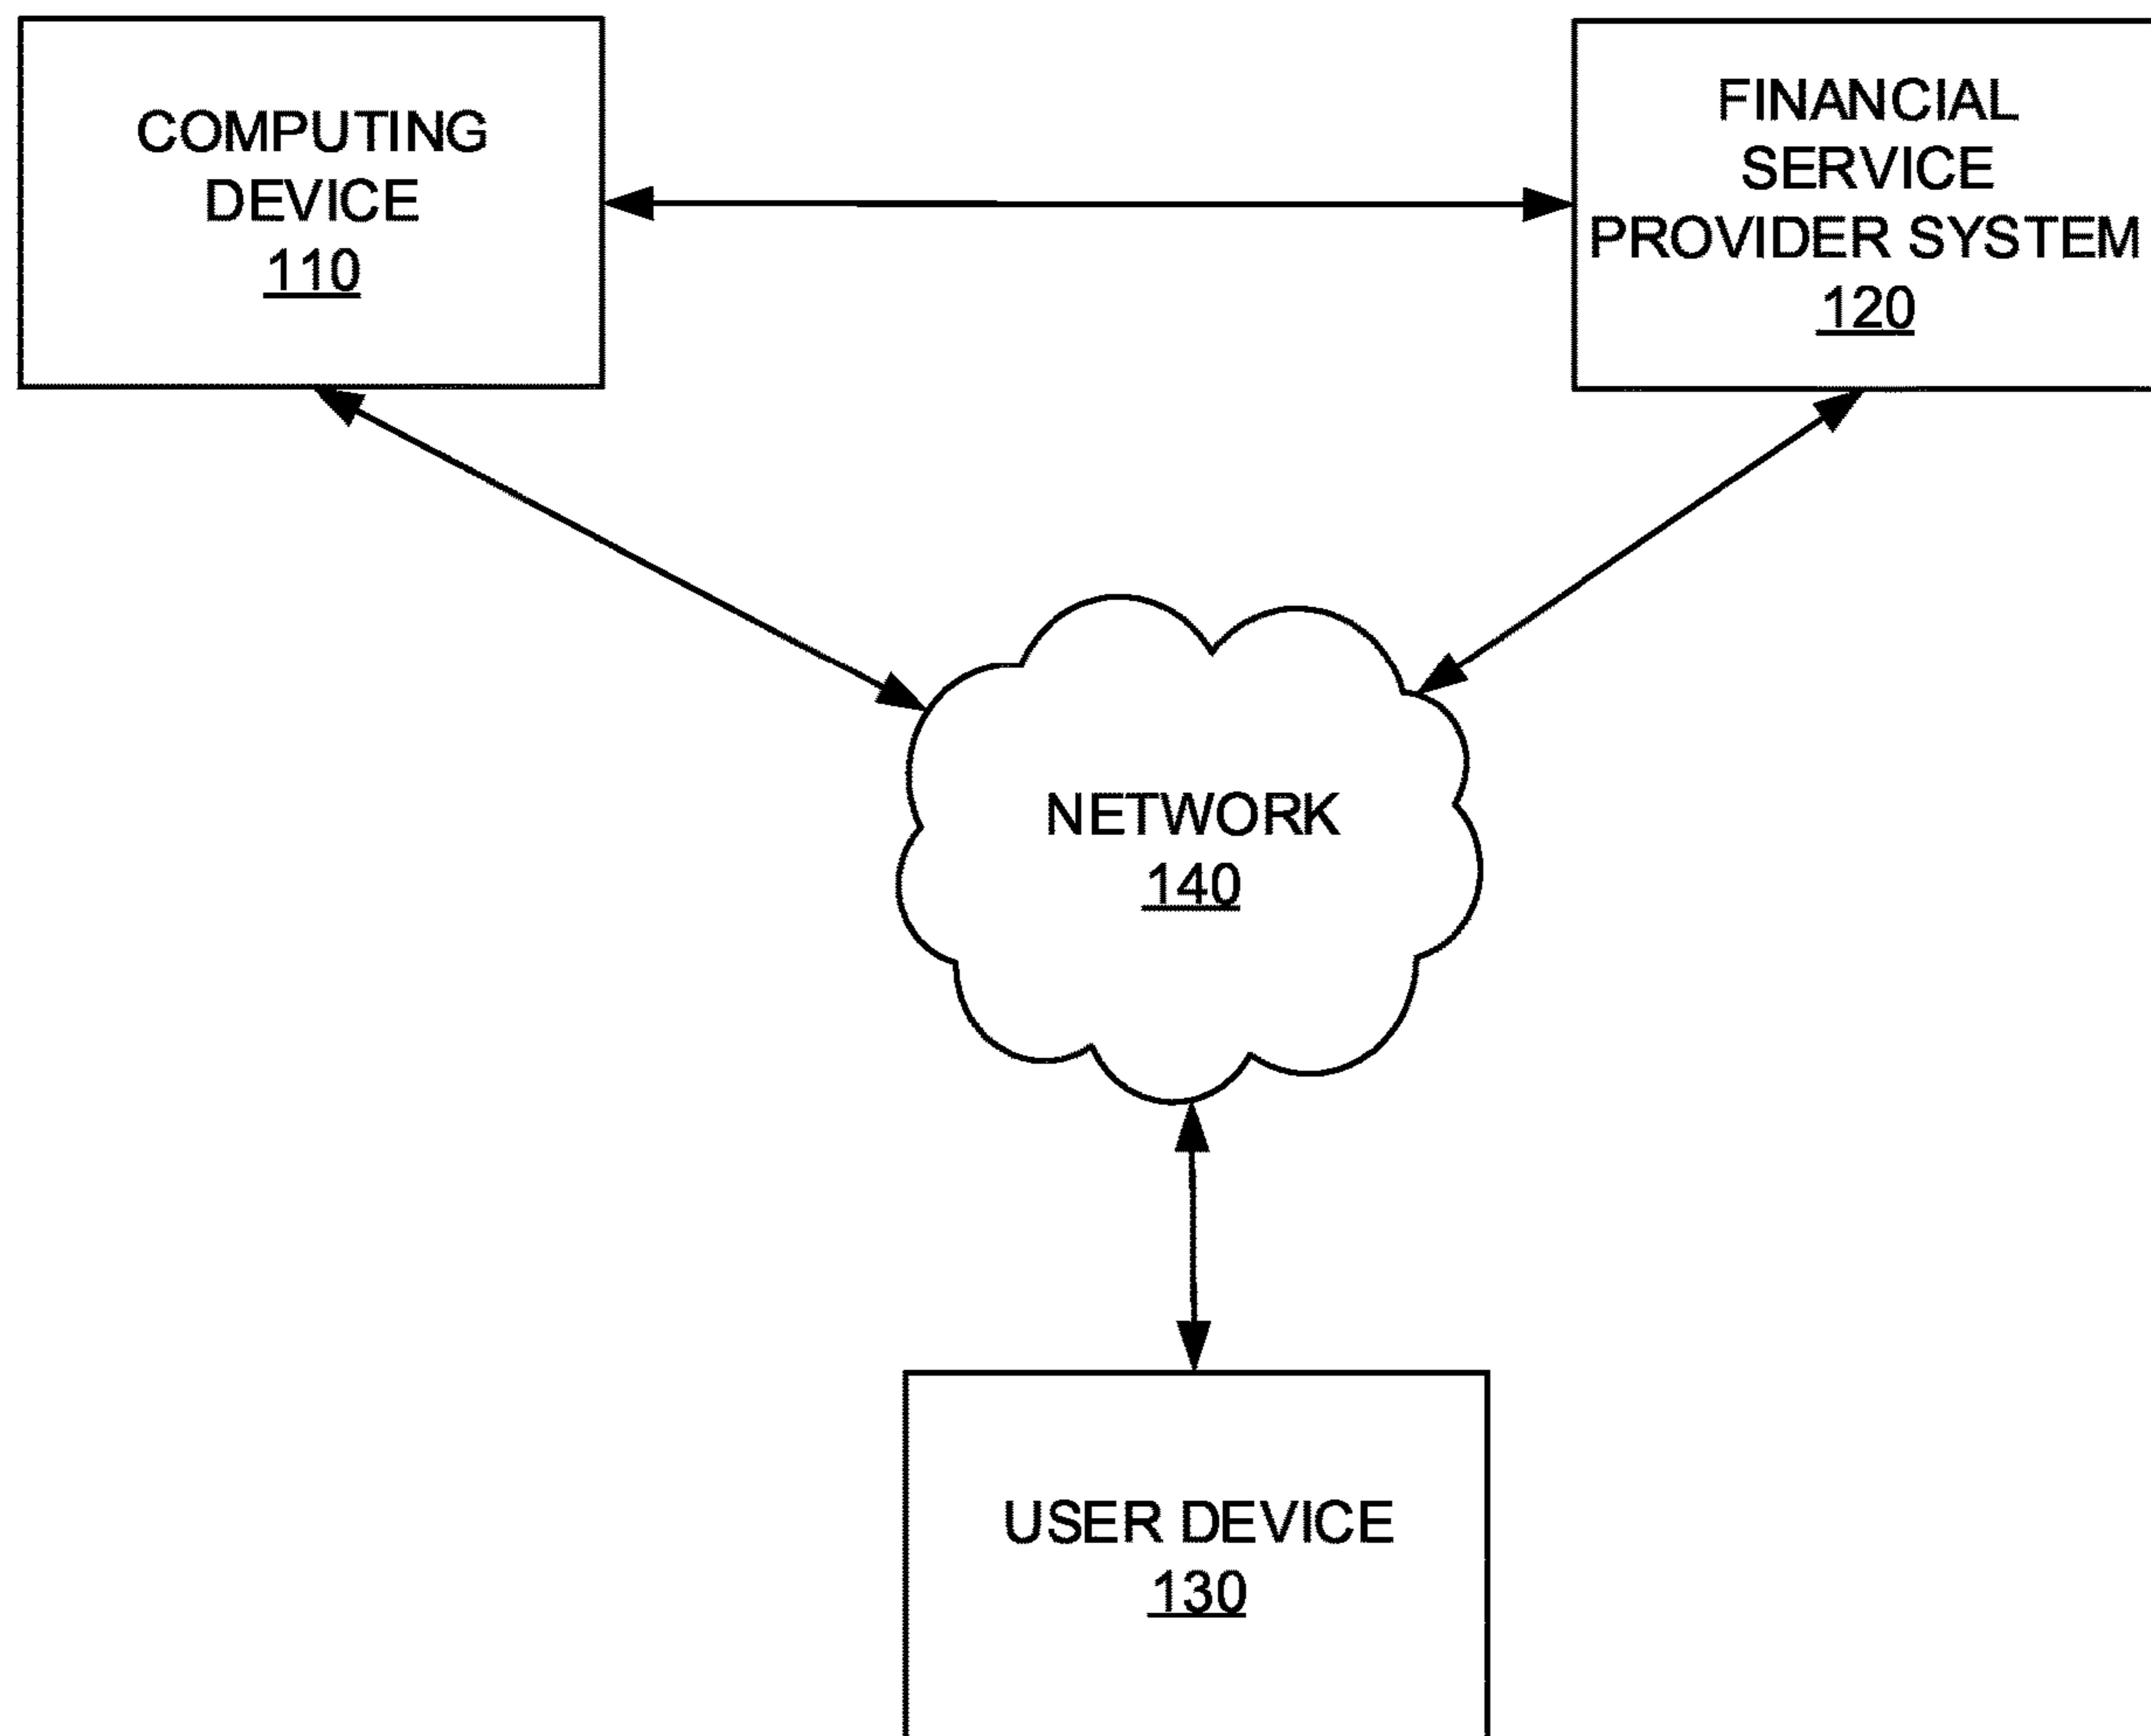 COMPUTING
DEVICE
110
FINANCIAL
SERVICE
PROVIDER SYSTEM
120
NETWORK
140
USER DEVICE
130